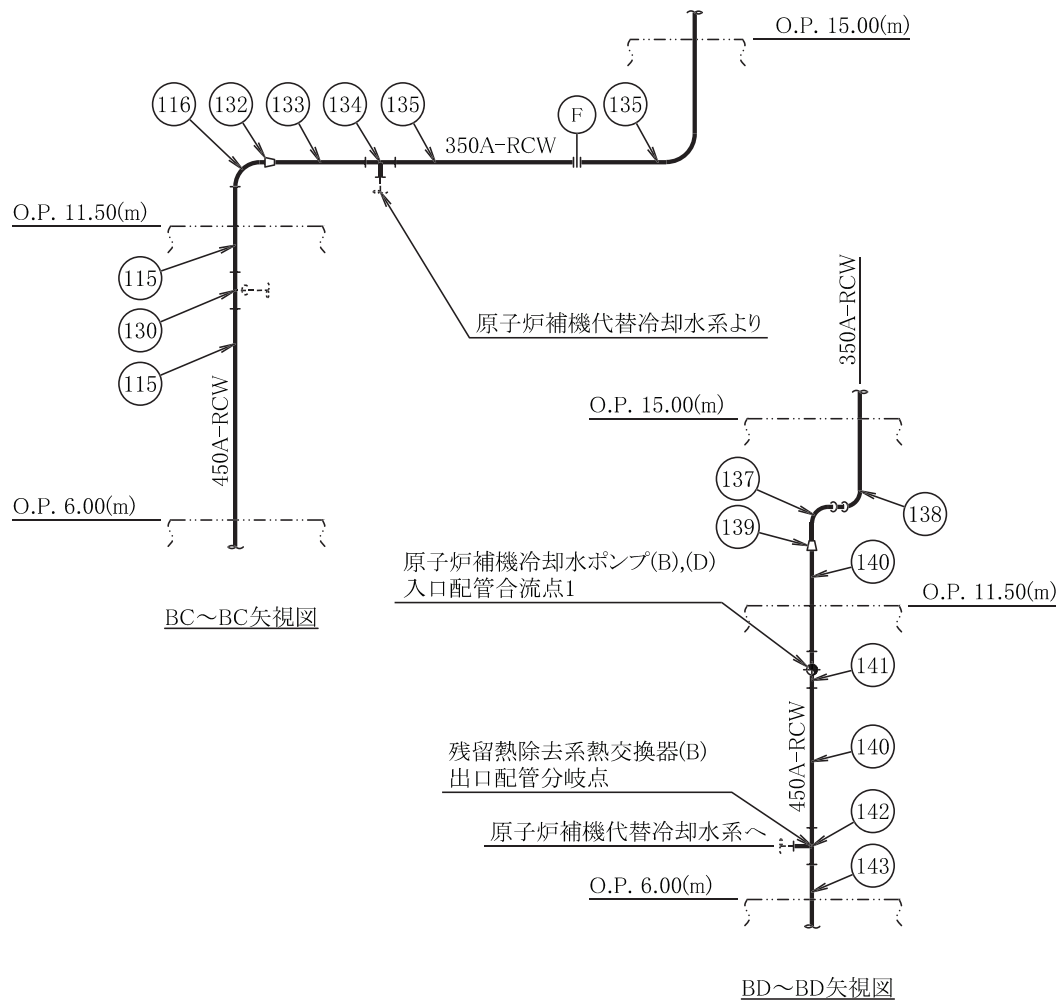 O.P. 15.00(m)
116
132
133
134
135
F
135
350A-RCW
O.P. 11.50(m)
115
130
115
原子炉補機代替冷却水系より
450A-RCW
O.P. 6.00(m)
BC～BC矢視図
350A-RCW
O.P. 15.00(m)
137
138
139
140
原子炉補機冷却水ポンプ(B),(D)
入口配管合流点1
O.P. 11.50(m)
141
450A-RCW
140
残留熱除去系熱交換器(B)
出口配管分岐点
142
原子炉補機代替冷却水系へ
143
O.P. 6.00(m)
BD～BD矢視図